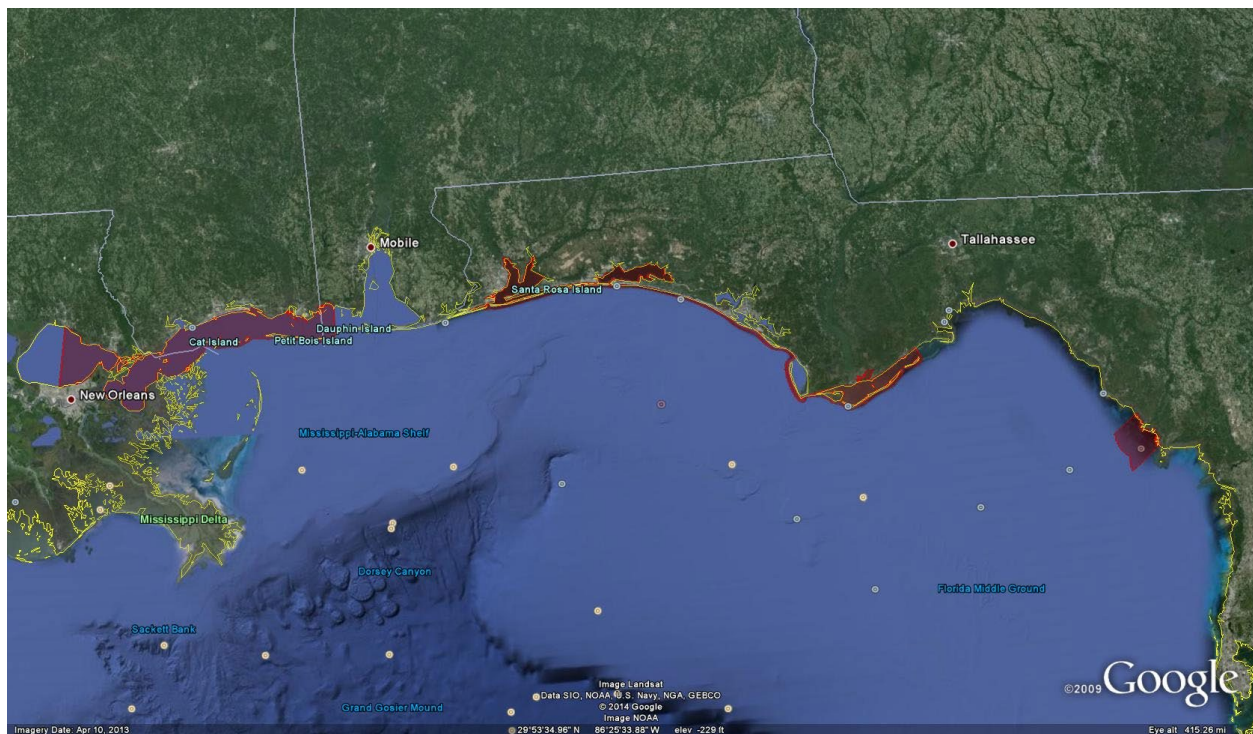 Mobile
Tallahassee
Santa Rosa Island
Dauphin Island
Cat Island
Petit Bois Island
New Orleans
Mississippi-Alabama Shelf
Mississippi Delta
Dorsey Canyon
Florida Middle Ground
Sackett Bank
Image Landsat
Data SIO, NOAA, U.S. Navy, NGA, GEBCO
© 2014 Google
Image NOAA
©2009 Google
Grand Gosier Mound
Imagery Date: Apr 10, 2013 29°53'34.96" N 86°25'33.88" W elev -229 ft Eye alt 415.26 mi